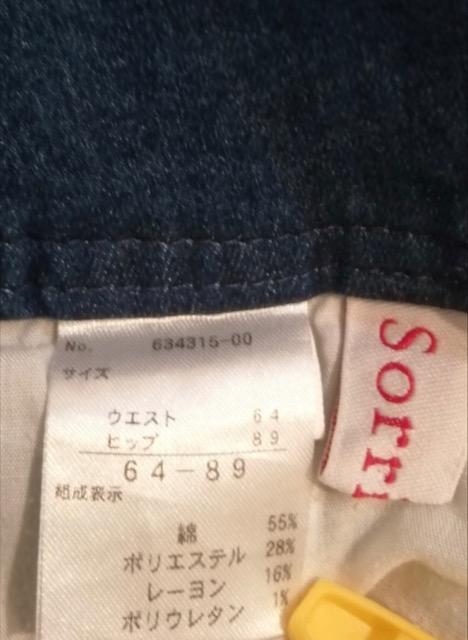 No. 634315-00
サイズ
ウエスト 64
ヒップ 89
64-89
組成表示
綿 55%
ポリエステル 28%
レーヨン 16%
ポリウレタン 1%
Sorri